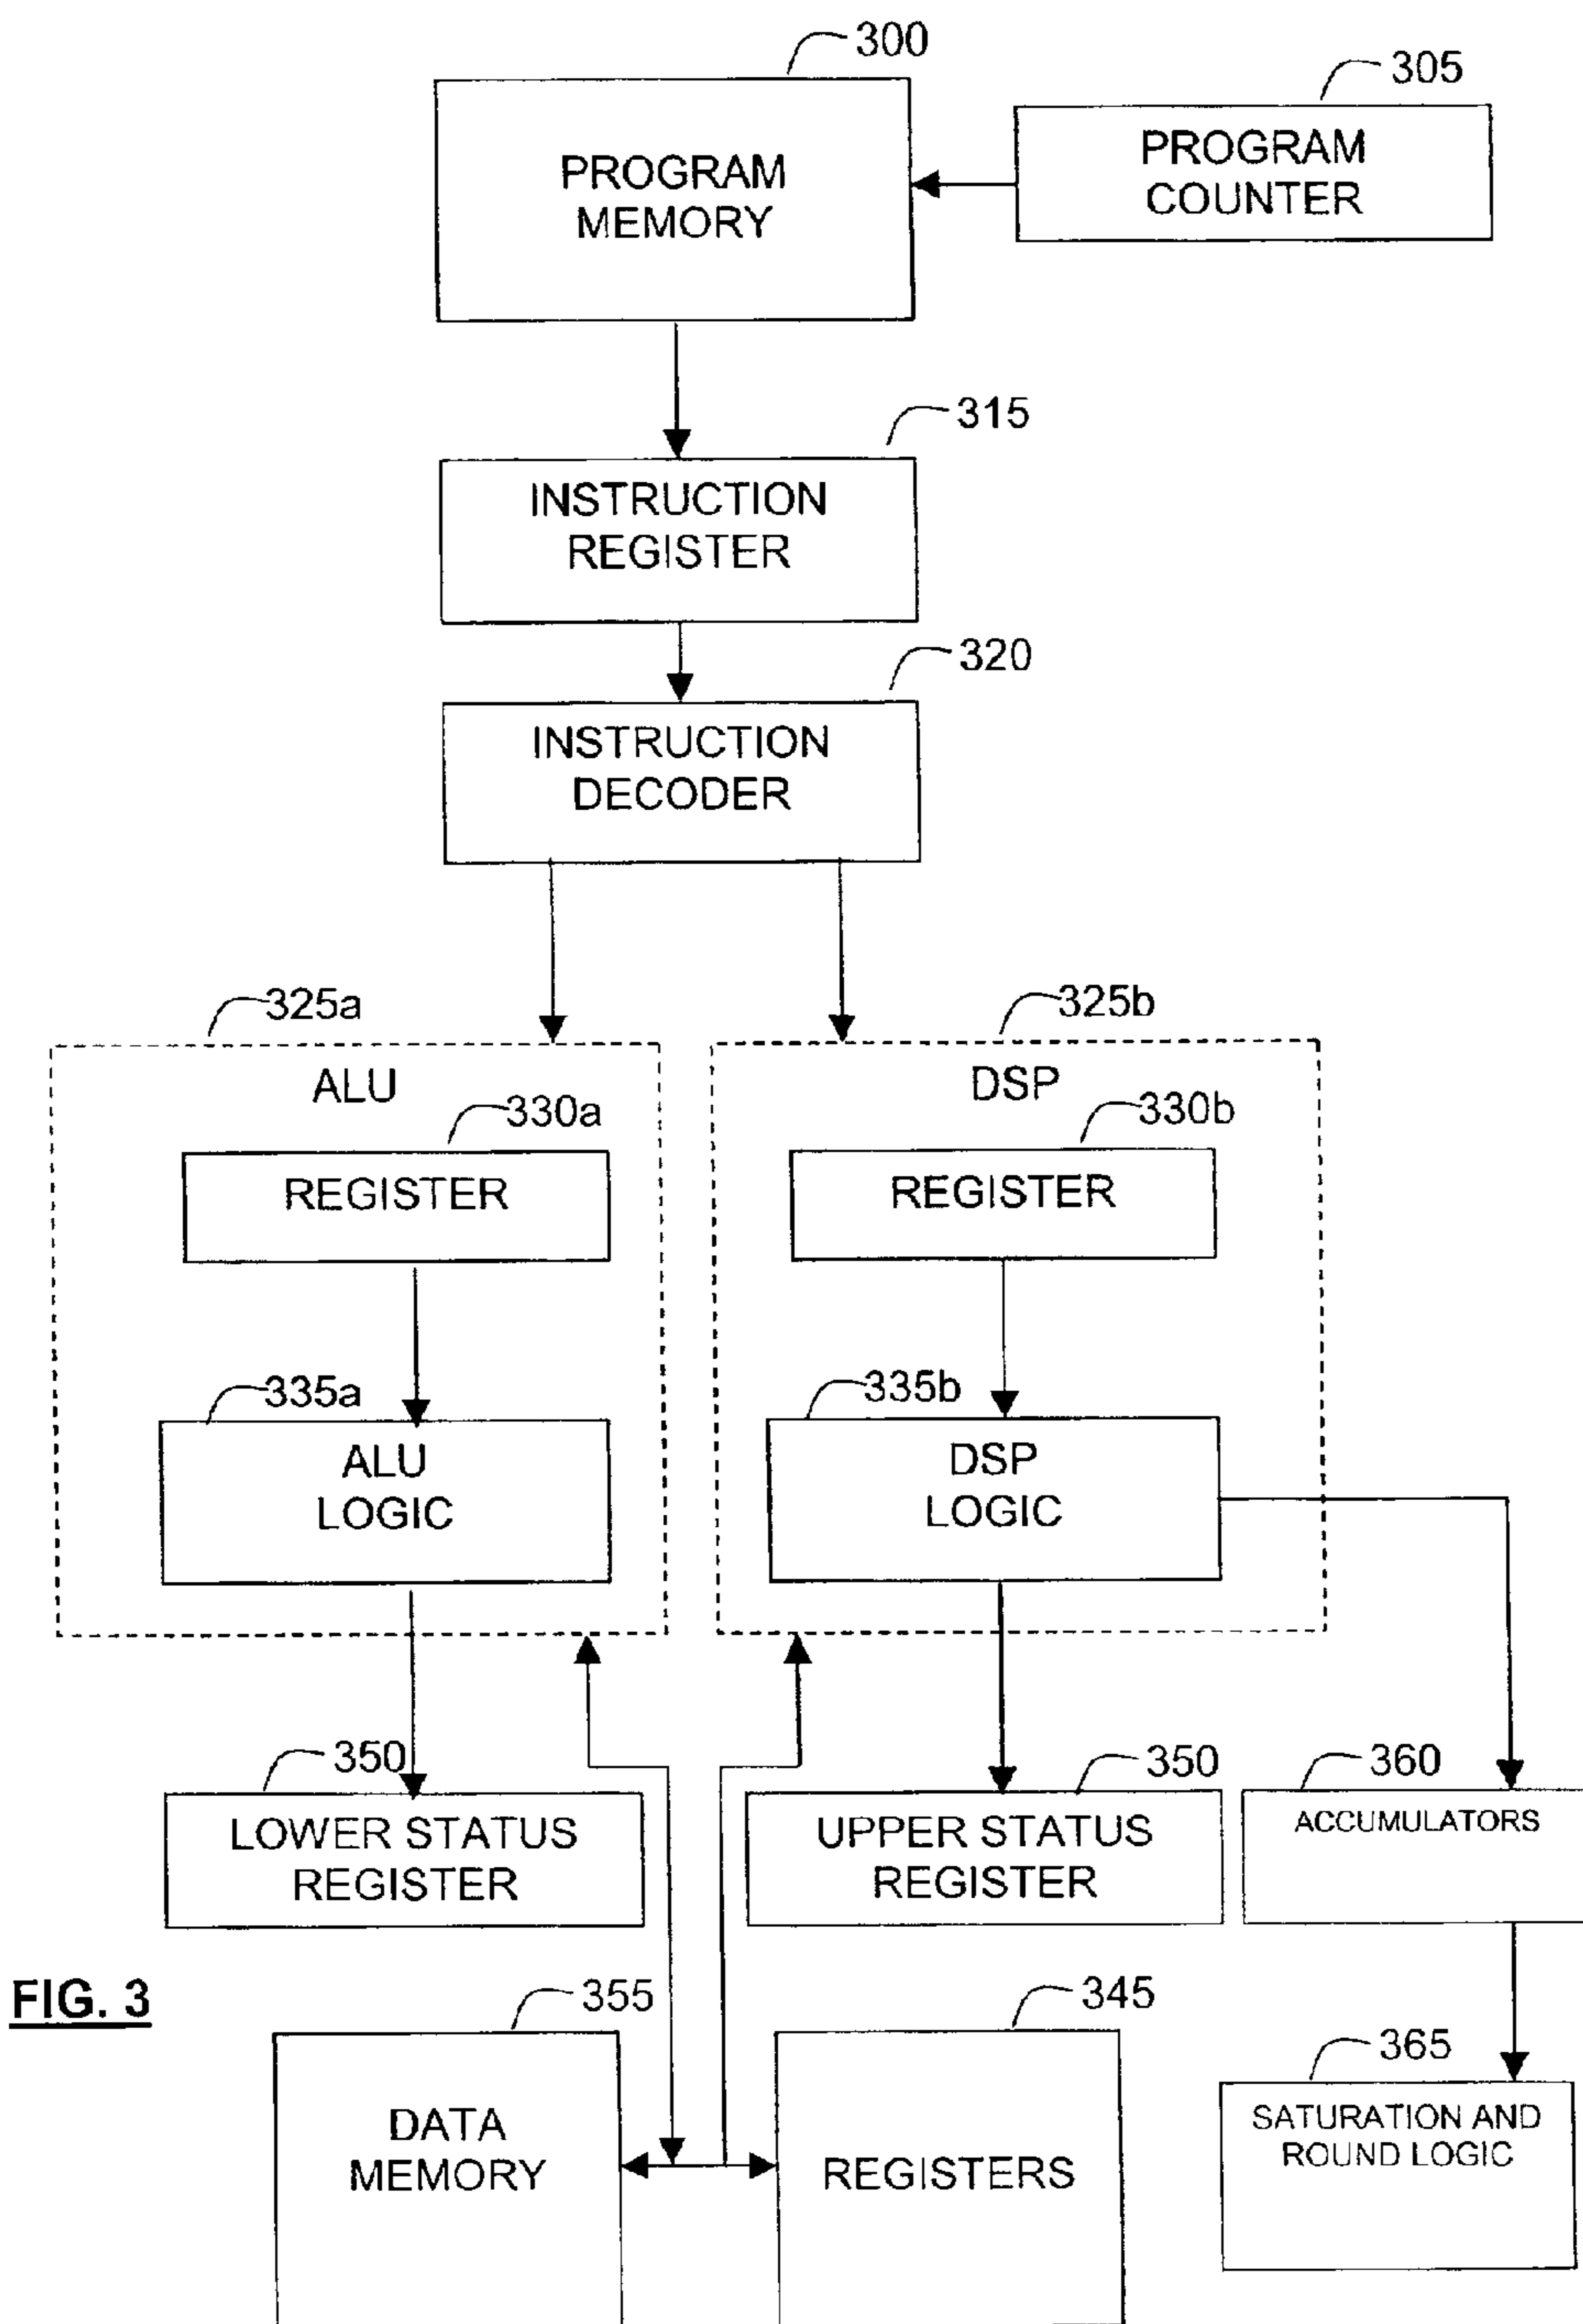 300
305
PROGRAM
MEMORY
PROGRAM
COUNTER
315
INSTRUCTION
REGISTER
320
INSTRUCTION
DECODER
325a
325b
ALU
DSP
330a
330b
REGISTER
REGISTER
335a
335b
ALU
LOGIC
DSP
LOGIC
350
350
360
LOWER STATUS
REGISTER
UPPER STATUS
REGISTER
ACCUMULATORS
FIG. 3
355
345
365
DATA
MEMORY
REGISTERS
SATURATION AND
ROUND LOGIC